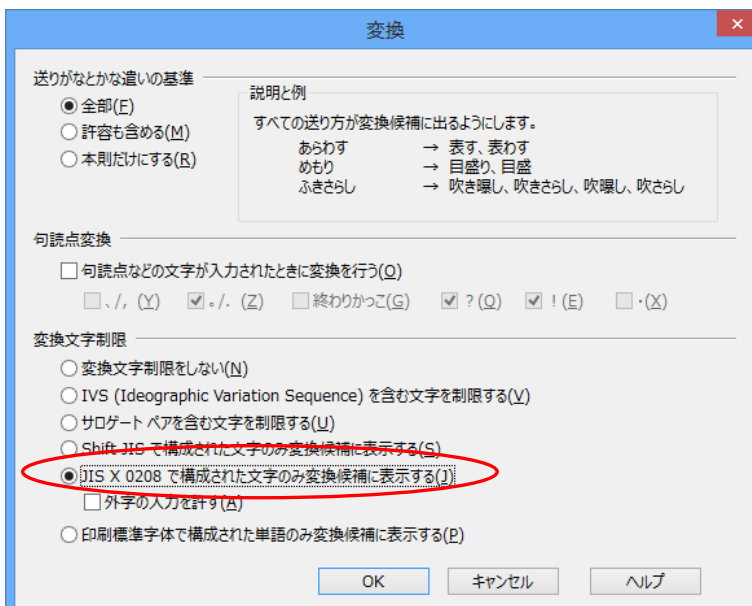 変換
送りがなとかな遣いの基準
全部(F)
許容も含める(M)
本則だけにする(R)
説明と例
すべての送り方が変換候補に出るようにします。
あらわす → 表す、表わす
めもり → 目盛り、目盛
ふきさらし → 吹き曝し、吹きさらし、吹曝し、吹さらし
句読点変換
句読点などの文字が入力されたときに変換を行う(O)
、/, (Y) 。/. (Z) 終わりかっこ(G) ? (Q) ! (E) ・(X)
変換文字制限
変換文字制限をしない(N)
IVS (Ideographic Variation Sequence) を含む文字を制限する(V)
サロゲート ペアを含む文字を制限する(U)
Shift JIS で構成された文字のみ変換候補に表示する(S)
JIS X 0208 で構成された文字のみ変換候補に表示する(J)
外字の入力を許す(A)
印刷標準字体で構成された単語のみ変換候補に表示する(P)
OK キャンセル ヘルプ